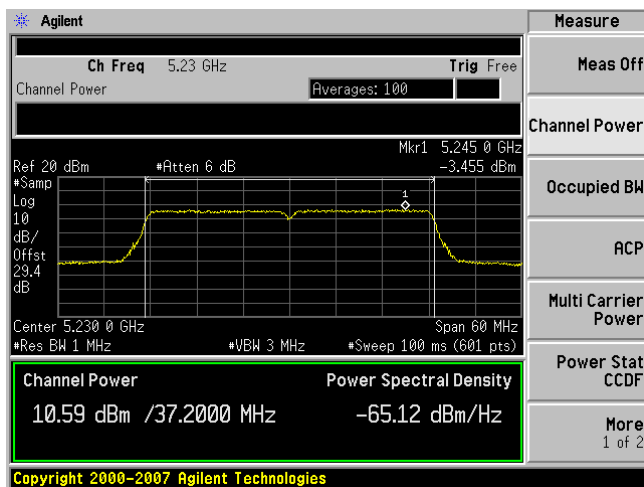 Agilent
Measure
Ch Freq 5.23 GHz Trig Free
Channel Power Averages: 100
Mkr1 5.245 0 GHz
Ref 20 dBm #Atten 6 dB -3.455 dBm
#Samp
Log
10
dB/
Offst
29.4
dB
1
Center 5.230 0 GHz Span 60 MHz
#Res BW 1 MHz #VBW 3 MHz #Sweep 100 ms (601 pts)
Channel Power Power Spectral Density
10.59 dBm /37.2000 MHz -65.12 dBm/Hz
Copyright 2000-2007 Agilent Technologies
Meas Off
Channel Power
Occupied BW
ACP
Multi Carrier
Power
Power Stat
CCDF
More
1 of 2